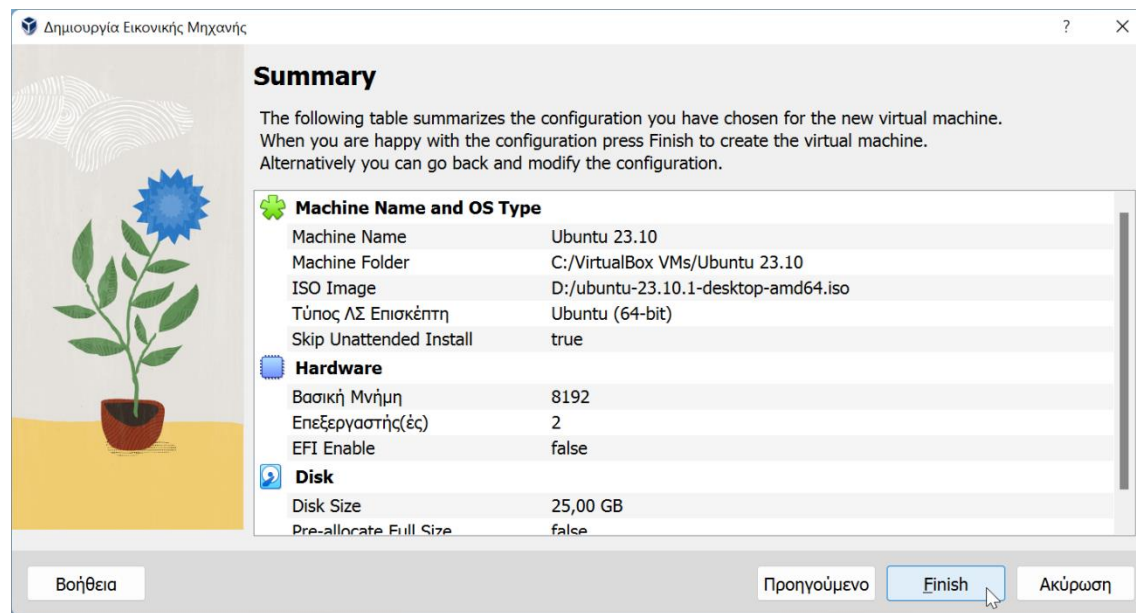 Δημιουργία Εικονικής Μηχανής
?
Summary
The following table summarizes the configuration you have chosen for the new virtual machine.
When you are happy with the configuration press Finish to create the virtual machine.
Alternatively you can go back and modify the configuration.
Machine Name and OS Type
Machine Name Ubuntu 23.10
Machine Folder C:/VirtualBox VMs/Ubuntu 23.10
ISO Image D:/ubuntu-23.10.1-desktop-amd64.iso
Τύπος ΛΣ Επισκέπτη Ubuntu (64-bit)
Skip Unattended Install true
Hardware
Βασική Μνήμη 8192
Επεξεργαστής(ές) 2
EFI Enable false
Disk
Disk Size 25,00 GB
Pre-allocate Full Size false
Βοήθεια Προηγούμενο Finish Ακύρωση